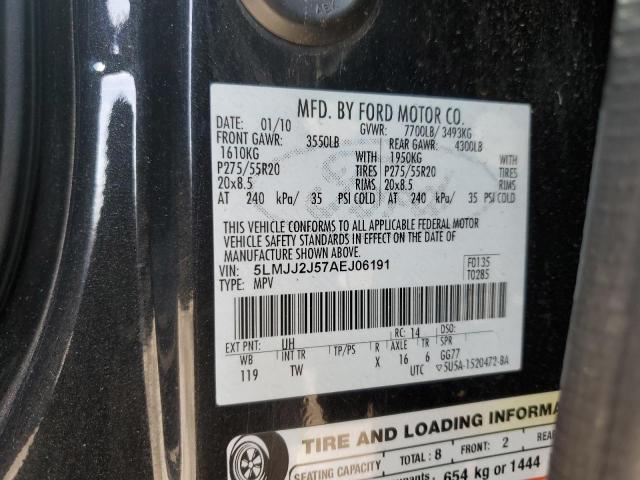 MFD. BY FORD MOTOR CO.
DATE: 01/10 GVWR: 7700LB/ 3493KG
FRONT GAWR: 3550LB REAR GAWR: 4300LB
1610KG WITH 1950KG WITH
P275/55R20 TIRES P275/55R20 TIRES
20x8.5 RIMS 20x8.5 RIMS
AT 240 kPa/ 35 PSI COLD AT 240 kPa/ 35 PSI COLD
THIS VEHICLE CONFORMS TO ALL APPLICABLE FEDERAL MOTOR
VEHICLE SAFETY STANDARDS IN EFFECT ON THE DATE OF
MANUFACTURE SHOWN ABOVE.
VIN: 5LMJJ2J57AEJ06191 F0135
TYPE: MPV T0285
EXT PNT: UH RC: 14 DSO:
WB INT TR TP/PS R AXLE TR SPR
119 TW X 16 6 GG77
UTC ▽5U5A-1520472-BA
TIRE AND LOADING INFORMA
SEATING CAPACITY TOTAL: 8 FRONT: 2 REAR
654 kg or 1444